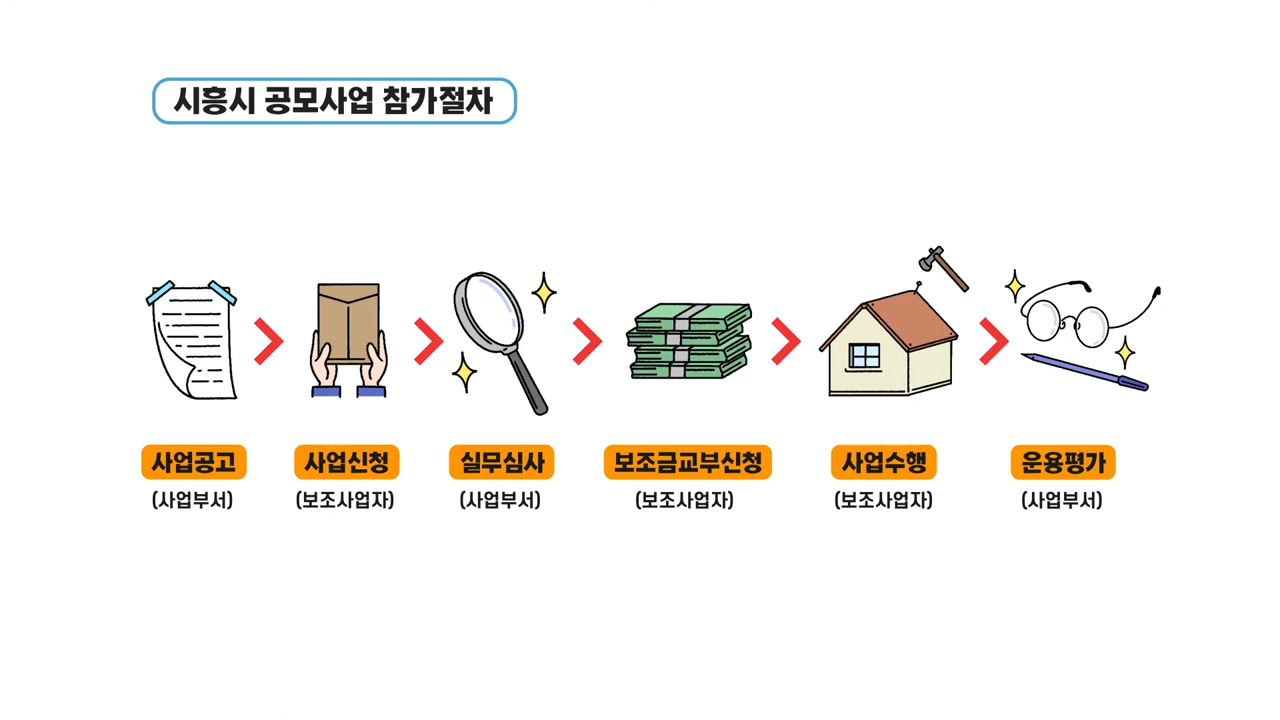 시흥시 공모사업 참가절차
사업공고
(사업부서)
사업신청
(보조사업자)
실무심사
(사업부서)
보조금교부신청
(보조사업자)
사업수행
(보조사업자)
운용평가
(사업부서)